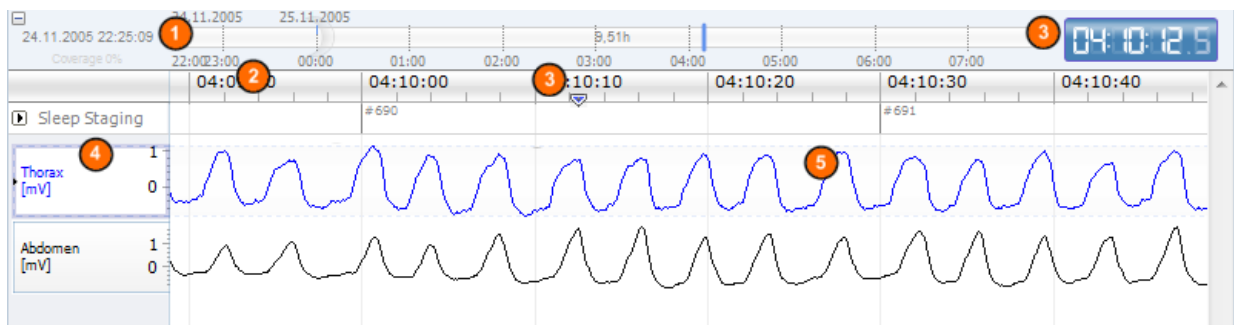 24.11.2005 25.11.2005
24.11.2005 22:25:09 1 9,51h 3 04:10:12.5
Coverage 0% 22:00 23:00 00:00 01:00 02:00 03:00 04:00 05:00 06:00 07:00
2 04:10:00 3 :10:10 04:10:20 04:10:30 04:10:40
Sleep Staging #690 #691
4 1 5
Thorax
[mV] 0
Abdomen 1
[mV] 0